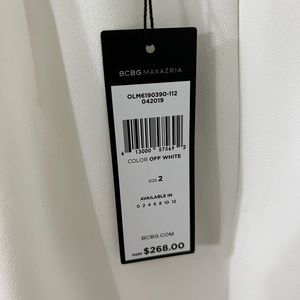 BCBGMAXAZRIA
OLM6190390-112
042019
6 13000 57569 2
COLOR OFF WHITE
SIZE 2
AVAILABLE IN
0 2 4 6 8 10 12
BCBG.COM
MSRP $268.00